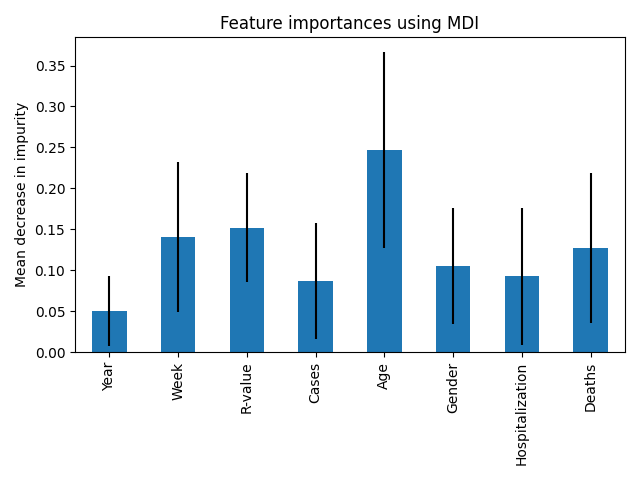 Feature importances using MDI
Mean decrease in impurity
0.35
0.30
0.25
0.20
0.15
0.10
0.05
0.00
Year
Week
R-value
Cases
Age
Gender
Hospitalization
Deaths